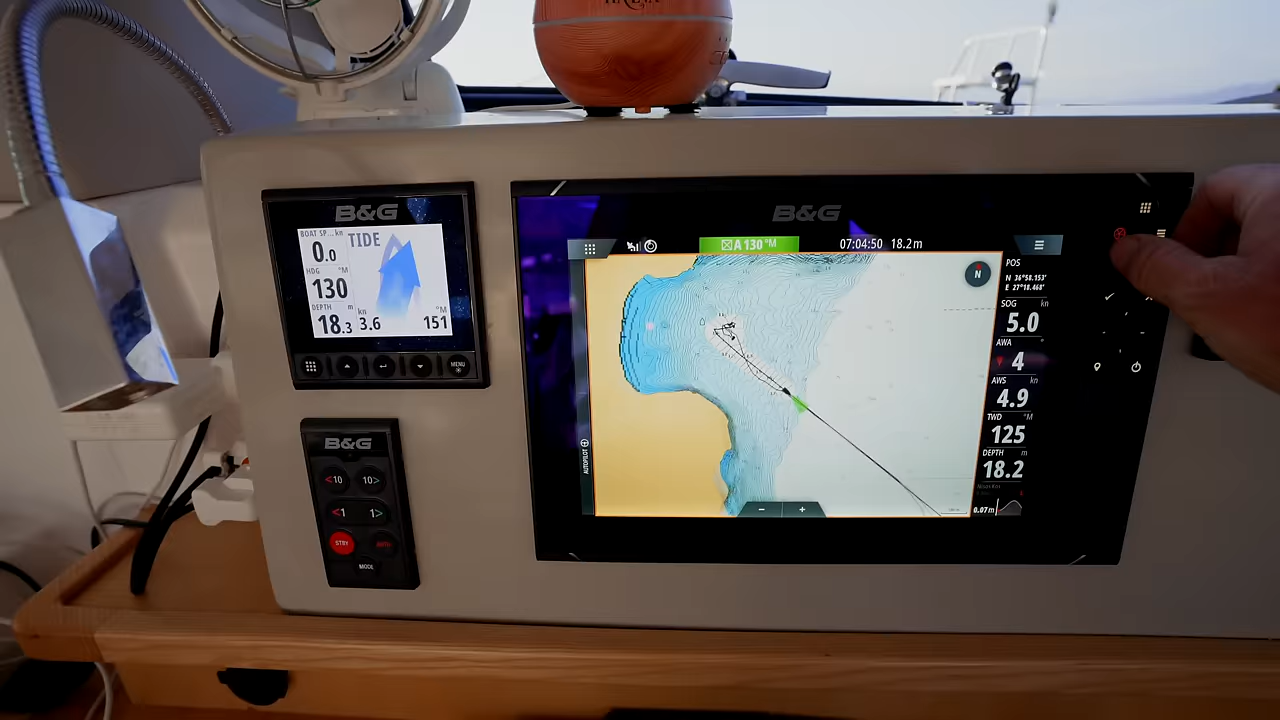 B&G
BOAT SP... kn
0.0
TIDE
HDG °M
130
DEPTH m
18.3
kn
3.6
°M
151
MENU
B&G
<10 10>
<1 1>
STBY AUTO
MODE
B&G
A 130 °M
07:04:50 18.2 m
N
AUTOPILOT
POS
N 36°58.153'
E 27°18.468'
SOG kn
5.0
AWA
4
AWS kn
4.9
TWD °M
125
DEPTH m
18.2
0.07 m